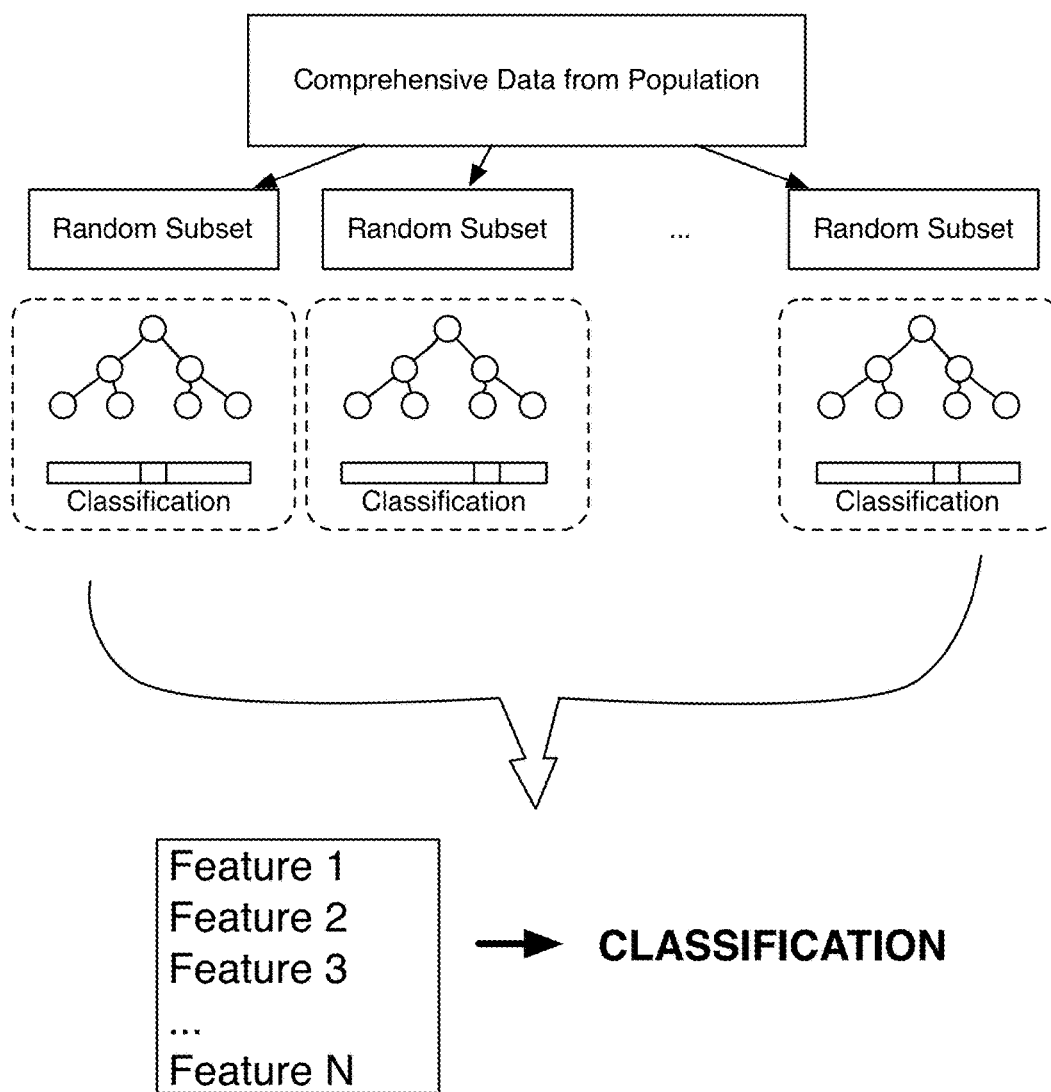 Comprehensive Data from Population
Random Subset
Random Subset
...
Random Subset
Classification
Classification
Classification
Feature 1
Feature 2
Feature 3
...
Feature N
CLASSIFICATION